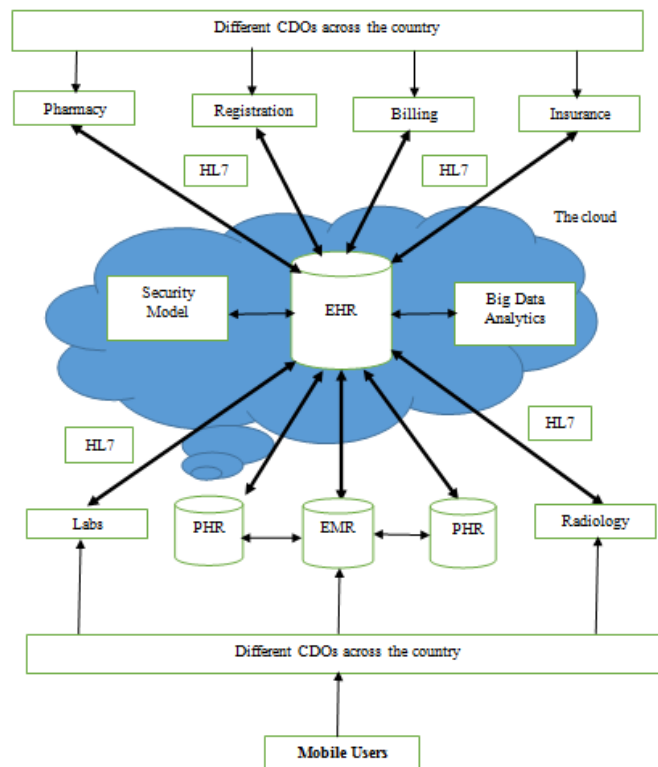 Different CDOs across the country
Pharmacy
Registration
Billing
Insurance
HL7
HL7
The cloud
Security
Model
EHR
Big Data
Analytics
HL7
HL7
Labs
PHR
EMR
PHR
Radiology
Different CDOs across the country
Mobile Users